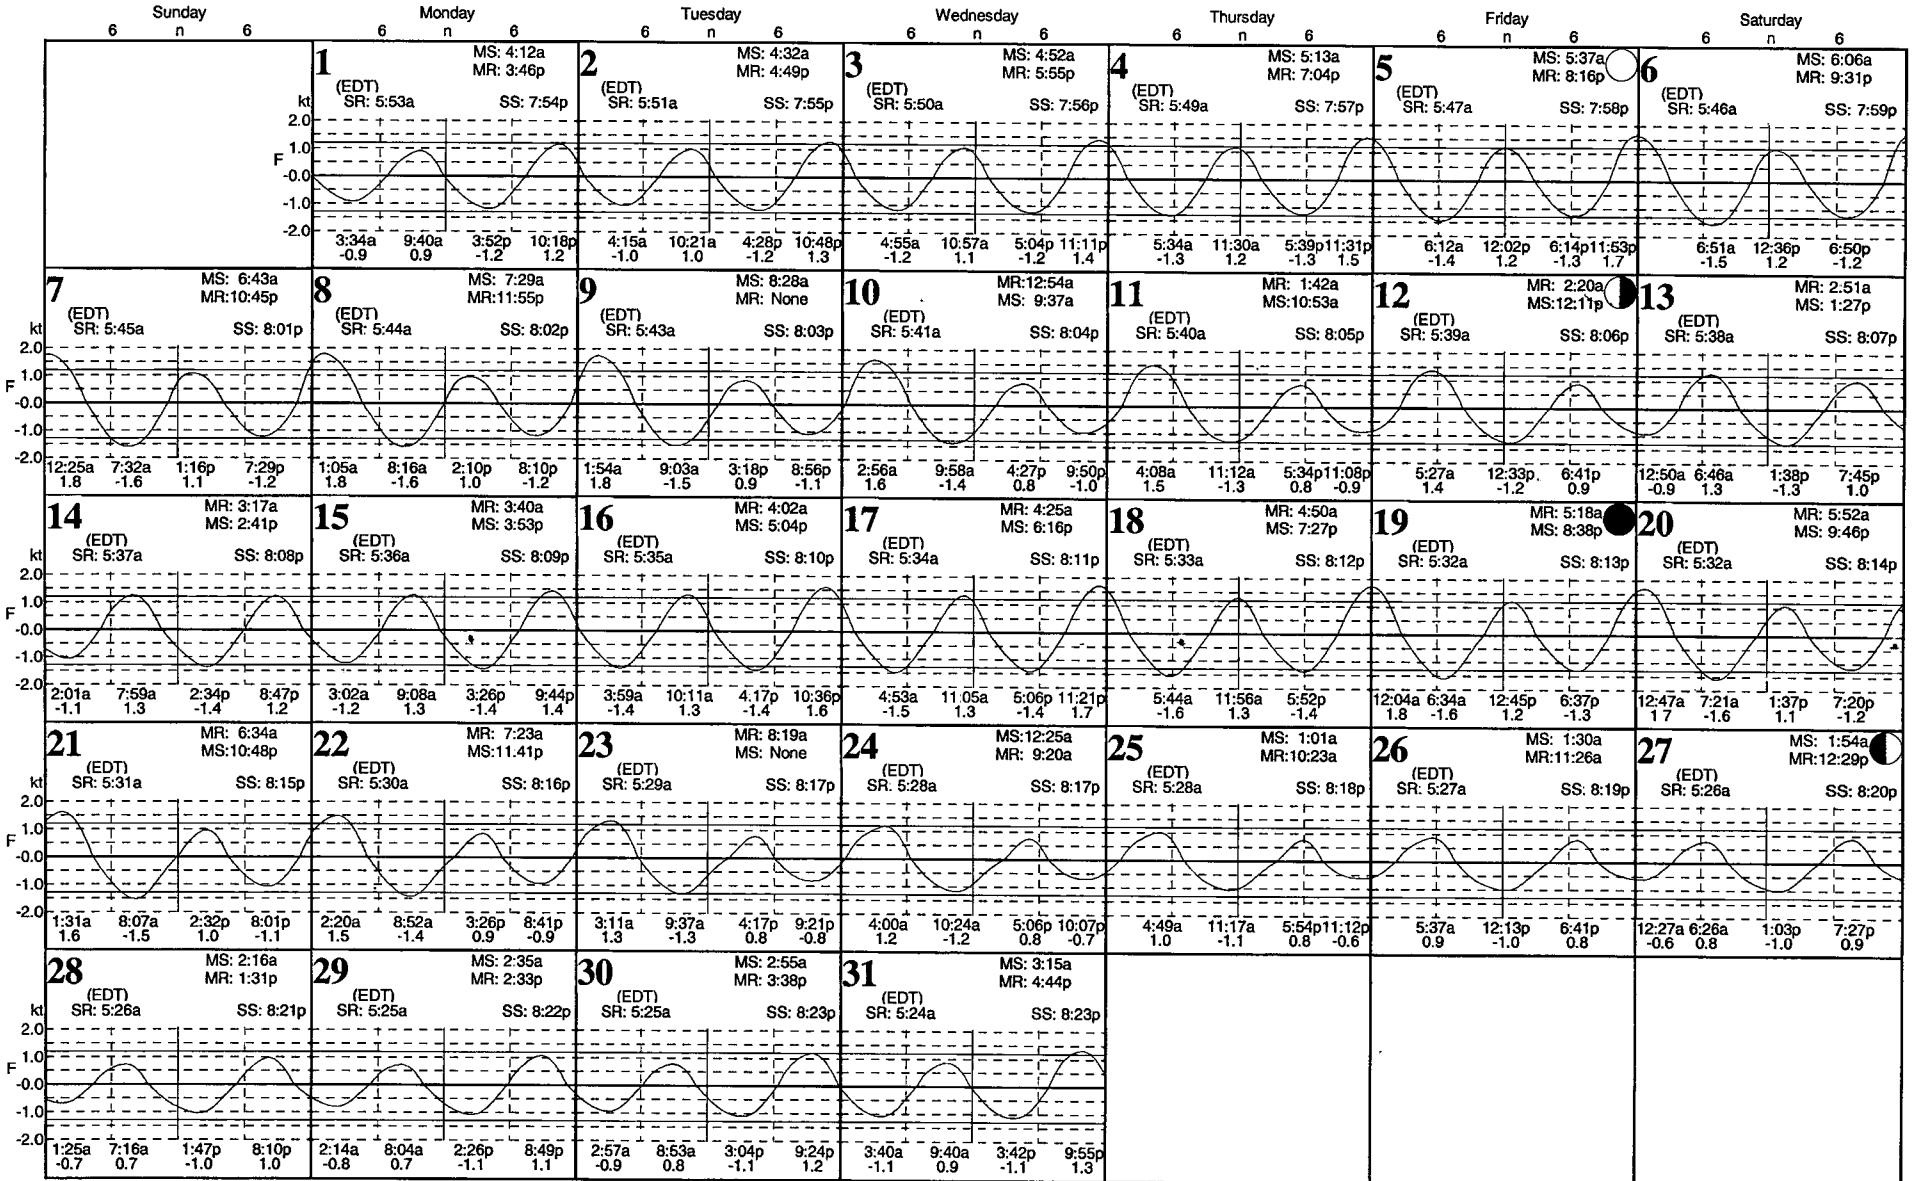 Sunday Monday Tuesday Wednesday Thursday Friday Saturday
6 n 6 6 n 6 6 n 6 6 n 6 6 n 6 6 n 6 6 n 6
1 MS: 4:12a
MR: 3:46p
(EDT)
SR: 5:53a SS: 7:54p
kt
2.0
F 1.0
-0.0
-1.0
-2.0
3:34a 9:40a 3:52p 10:18p
-0.9 0.9 -1.2 1.2
2 MS: 4:32a
MR: 4:49p
(EDT)
SR: 5:51a SS: 7:55p
4:15a 10:21a 4:28p 10:48p
-1.0 1.0 -1.2 1.3
3 MS: 4:52a
MR: 5:55p
(EDT)
SR: 5:50a SS: 7:56p
4:55a 10:57a 5:04p 11:11p
-1.2 1.1 -1.2 1.4
4 MS: 5:13a
MR: 7:04p
(EDT)
SR: 5:49a SS: 7:57p
5:34a 11:30a 5:39p 11:31p
-1.3 1.2 -1.3 1.5
5 MS: 5:37a
MR: 8:16p
(EDT)
SR: 5:47a SS: 7:58p
6:12a 12:02p 6:14p 11:53p
-1.4 1.2 -1.3 1.7
6 MS: 6:06a
MR: 9:31p
(EDT)
SR: 5:46a SS: 7:59p
6:51a 12:36p 6:50p
-1.5 1.2 -1.2
7 MS: 6:43a
MR:10:45p
(EDT)
SR: 5:45a SS: 8:01p
kt
2.0
1.0
F
-0.0
-1.0
-2.0
12:25a 7:32a 1:16p 7:29p
1.8 -1.6 1.1 -1.2
8 MS: 7:29a
MR:11:55p
(EDT)
SR: 5:44a SS: 8:02p
1:05a 8:16a 2:10p 8:10p
1.8 -1.6 1.0 -1.2
9 MS: 8:28a
MR: None
(EDT)
SR: 5:43a SS: 8:03p
1:54a 9:03a 3:18p 8:56p
1.8 -1.5 0.9 -1.1
10 MR:12:54a
MS: 9:37a
(EDT)
SR: 5:41a SS: 8:04p
2:56a 9:58a 4:27p 9:50p
1.6 -1.4 0.8 -1.0
11 MR: 1:42a
MS:10:53a
(EDT)
SR: 5:40a SS: 8:05p
4:08a 11:12a 5:34p 11:08p
1.5 -1.3 0.8 -0.9
12 MR: 2:20a
MS:12:11p
(EDT)
SR: 5:39a SS: 8:06p
5:27a 12:33p 6:41p
1.4 -1.2 0.9
13 MR: 2:51a
MS: 1:27p
(EDT)
SR: 5:38a SS: 8:07p
12:50a 6:46a 1:38p 7:45p
-0.9 1.3 -1.3 1.0
14 MR: 3:17a
MS: 2:41p
(EDT)
SR: 5:37a SS: 8:08p
kt
2.0
1.0
F
-0.0
-1.0
-2.0
2:01a 7:59a 2:34p 8:47p
-1.1 1.3 -1.4 1.2
15 MR: 3:40a
MS: 3:53p
(EDT)
SR: 5:36a SS: 8:09p
3:02a 9:08a 3:26p 9:44p
-1.2 1.3 -1.4 1.4
16 MR: 4:02a
MS: 5:04p
(EDT)
SR: 5:35a SS: 8:10p
3:59a 10:11a 4:17p 10:36p
-1.4 1.3 -1.4 1.6
17 MR: 4:25a
MS: 6:16p
(EDT)
SR: 5:34a SS: 8:11p
4:53a 11:05a 5:06p 11:21p
-1.5 1.3 -1.4 1.7
18 MR: 4:50a
MS: 7:27p
(EDT)
SR: 5:33a SS: 8:12p
5:44a 11:56a 5:52p
-1.6 1.3 -1.4
19 MR: 5:18a
MS: 8:38p
(EDT)
SR: 5:32a SS: 8:13p
12:04a 6:34a 12:45p 6:37p
1.8 -1.6 1.2 -1.3
20 MR: 5:52a
MS: 9:46p
(EDT)
SR: 5:32a SS: 8:14p
12:47a 7:21a 1:37p 7:20p
1.7 -1.6 1.1 -1.2
21 MR: 6:34a
MS:10:48p
(EDT)
SR: 5:31a SS: 8:15p
kt
2.0
1.0
F
-0.0
-1.0
-2.0
1:31a 8:07a 2:32p 8:01p
1.6 -1.5 1.0 -1.1
22 MR: 7:23a
MS:11:41p
(EDT)
SR: 5:30a SS: 8:16p
2:20a 8:52a 3:26p 8:41p
1.5 -1.4 0.9 -0.9
23 MR: 8:19a
MS: None
(EDT)
SR: 5:29a SS: 8:17p
3:11a 9:37a 4:17p 9:21p
1.3 -1.3 0.8 -0.8
24 MS:12:25a
MR: 9:20a
(EDT)
SR: 5:28a SS: 8:17p
4:00a 10:24a 5:06p 10:07p
1.2 -1.2 0.8 -0.7
25 MS: 1:01a
MR:10:23a
(EDT)
SR: 5:28a SS: 8:18p
4:49a 11:17a 5:54p 11:12p
1.0 -1.1 0.8 -0.6
26 MS: 1:30a
MR:11:26a
(EDT)
SR: 5:27a SS: 8:19p
5:37a 12:13p 6:41p
0.9 -1.0 0.8
27 MS: 1:54a
MR:12:29p
(EDT)
SR: 5:26a SS: 8:20p
12:27a 6:26a 1:03p 7:27p
-0.6 0.8 -1.0 0.9
28 MS: 2:16a
MR: 1:31p
(EDT)
SR: 5:26a SS: 8:21p
kt
2.0
1.0
F
-0.0
-1.0
-2.0
1:25a 7:16a 1:47p 8:10p
-0.7 0.7 -1.0 1.0
29 MS: 2:35a
MR: 2:33p
(EDT)
SR: 5:25a SS: 8:22p
2:14a 8:04a 2:26p 8:49p
-0.8 0.7 -1.1 1.1
30 MS: 2:55a
MR: 3:38p
(EDT)
SR: 5:25a SS: 8:23p
2:57a 8:53a 3:04p 9:24p
-0.9 0.8 -1.1 1.2
31 MS: 3:15a
MR: 4:44p
(EDT)
SR: 5:24a SS: 8:23p
3:40a 9:40a 3:42p 9:55p
-1.1 0.9 -1.1 1.3